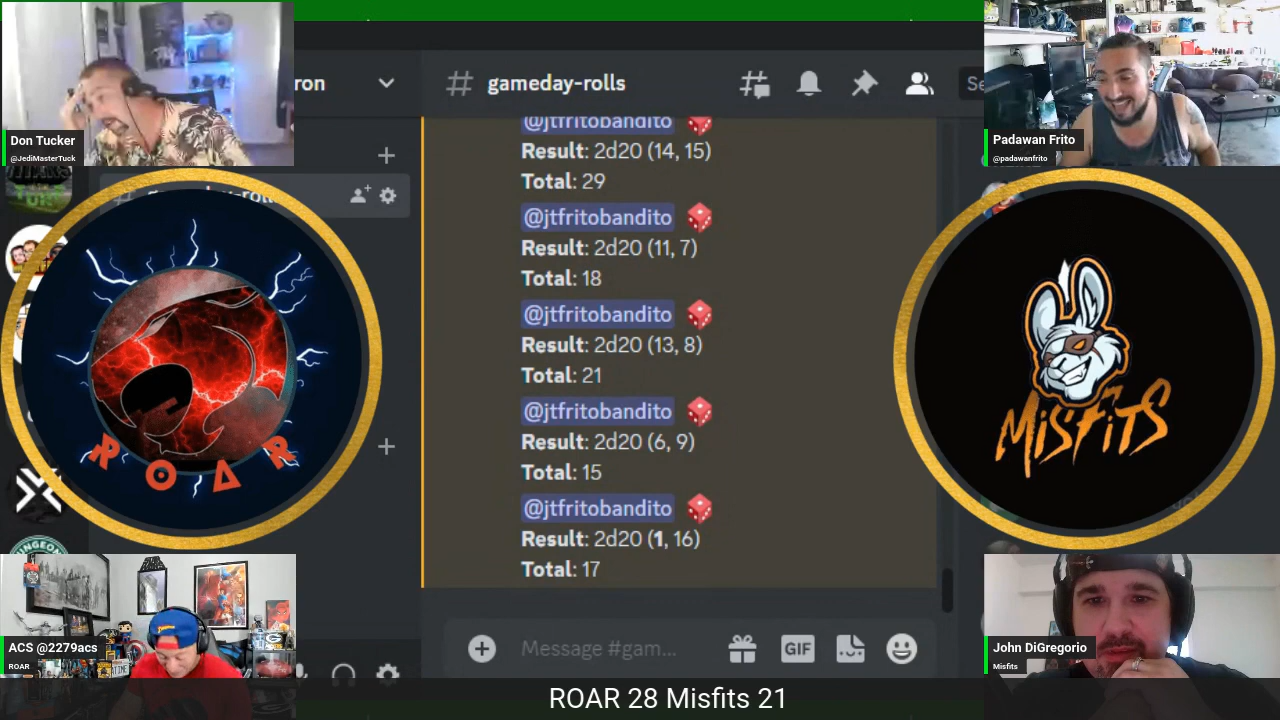 Don Tucker
@JediMasterTuck
ron
gameday-rolls
Se
Padawan Frito
@padawanfrito
@jtfritobandito
Result: 2d20 (14, 15)
Total: 29
@jtfritobandito
Result: 2d20 (11, 7)
Total: 18
@jtfritobandito
Result: 2d20 (13, 8)
Total: 21
@jtfritobandito
Result: 2d20 (6, 9)
Total: 15
@jtfritobandito
Result: 2d20 (1, 16)
Total: 17
ROAR
MiSFiTS
ACS @2279acs
ROAR
Message #gam...
GIF
John DiGregorio
Misfits
ROAR 28 Misfits 21